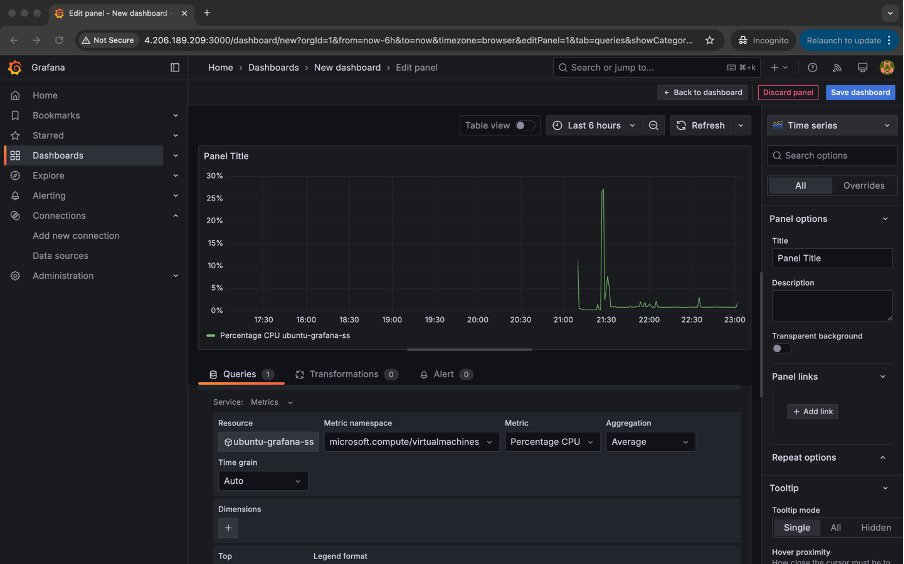 Edit panel - New dashboard -
Not Secure
4.206.189.209:3000/dashboard/new?orgId=1&from=now-6h&to=now&timezone=browser&editPanel=1&tab=queries&showCategor...
Incognito
Relaunch to update
Grafana
Home
Dashboards
New dashboard
Edit panel
Search or jump to...
⌘+k
Back to dashboard
Discard panel
Save dashboard
Home
Bookmarks
Starred
Dashboards
Explore
Alerting
Connections
Add new connection
Data sources
Administration
Table view
Last 6 hours
Refresh
Panel Title
30%
25%
20%
15%
10%
5%
0%
17:30 18:00 18:30 19:00 19:30 20:00 20:30 21:00 21:30 22:00 22:30 23:00
Percentage CPU ubuntu-grafana-ss
Queries 1
Transformations 0
Alert 0
Service: Metrics
Resource
ubuntu-grafana-ss
Metric namespace
microsoft.compute/virtualmachines
Metric
Percentage CPU
Aggregation
Average
Time grain
Auto
Dimensions
+
Top
Legend format
Time series
Search options
All
Overrides
Panel options
Title
Panel Title
Description
Transparent background
Panel links
+ Add link
Repeat options
Tooltip
Tooltip mode
Single
All
Hidden
Hover proximity
How close the cursor must be to